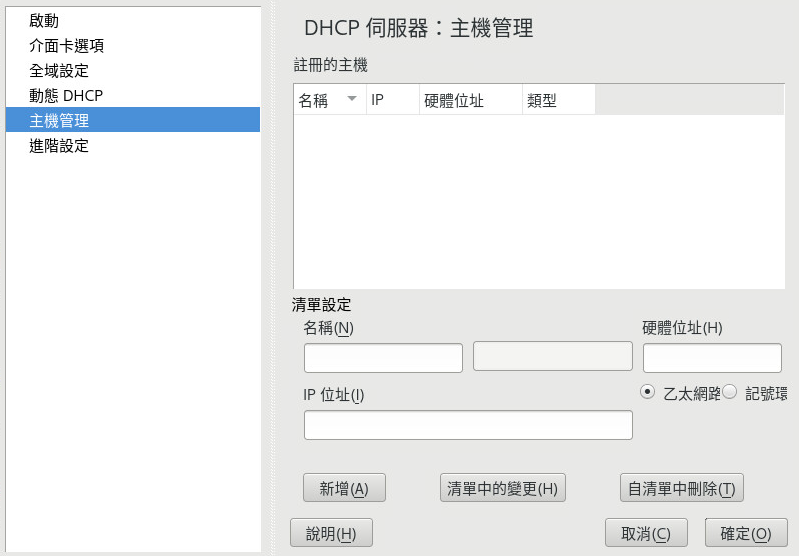 啟動
介面卡選項
全域設定
動態 DHCP
主機管理
進階設定
DHCP 伺服器：主機管理
註冊的主機
名稱 IP 硬體位址 類型
清單設定
名稱(N) 硬體位址(H)
IP 位址(I) 乙太網路 記號環
新增(A) 清單中的變更(H) 自清單中刪除(T)
說明(H) 取消(C) 確定(O)